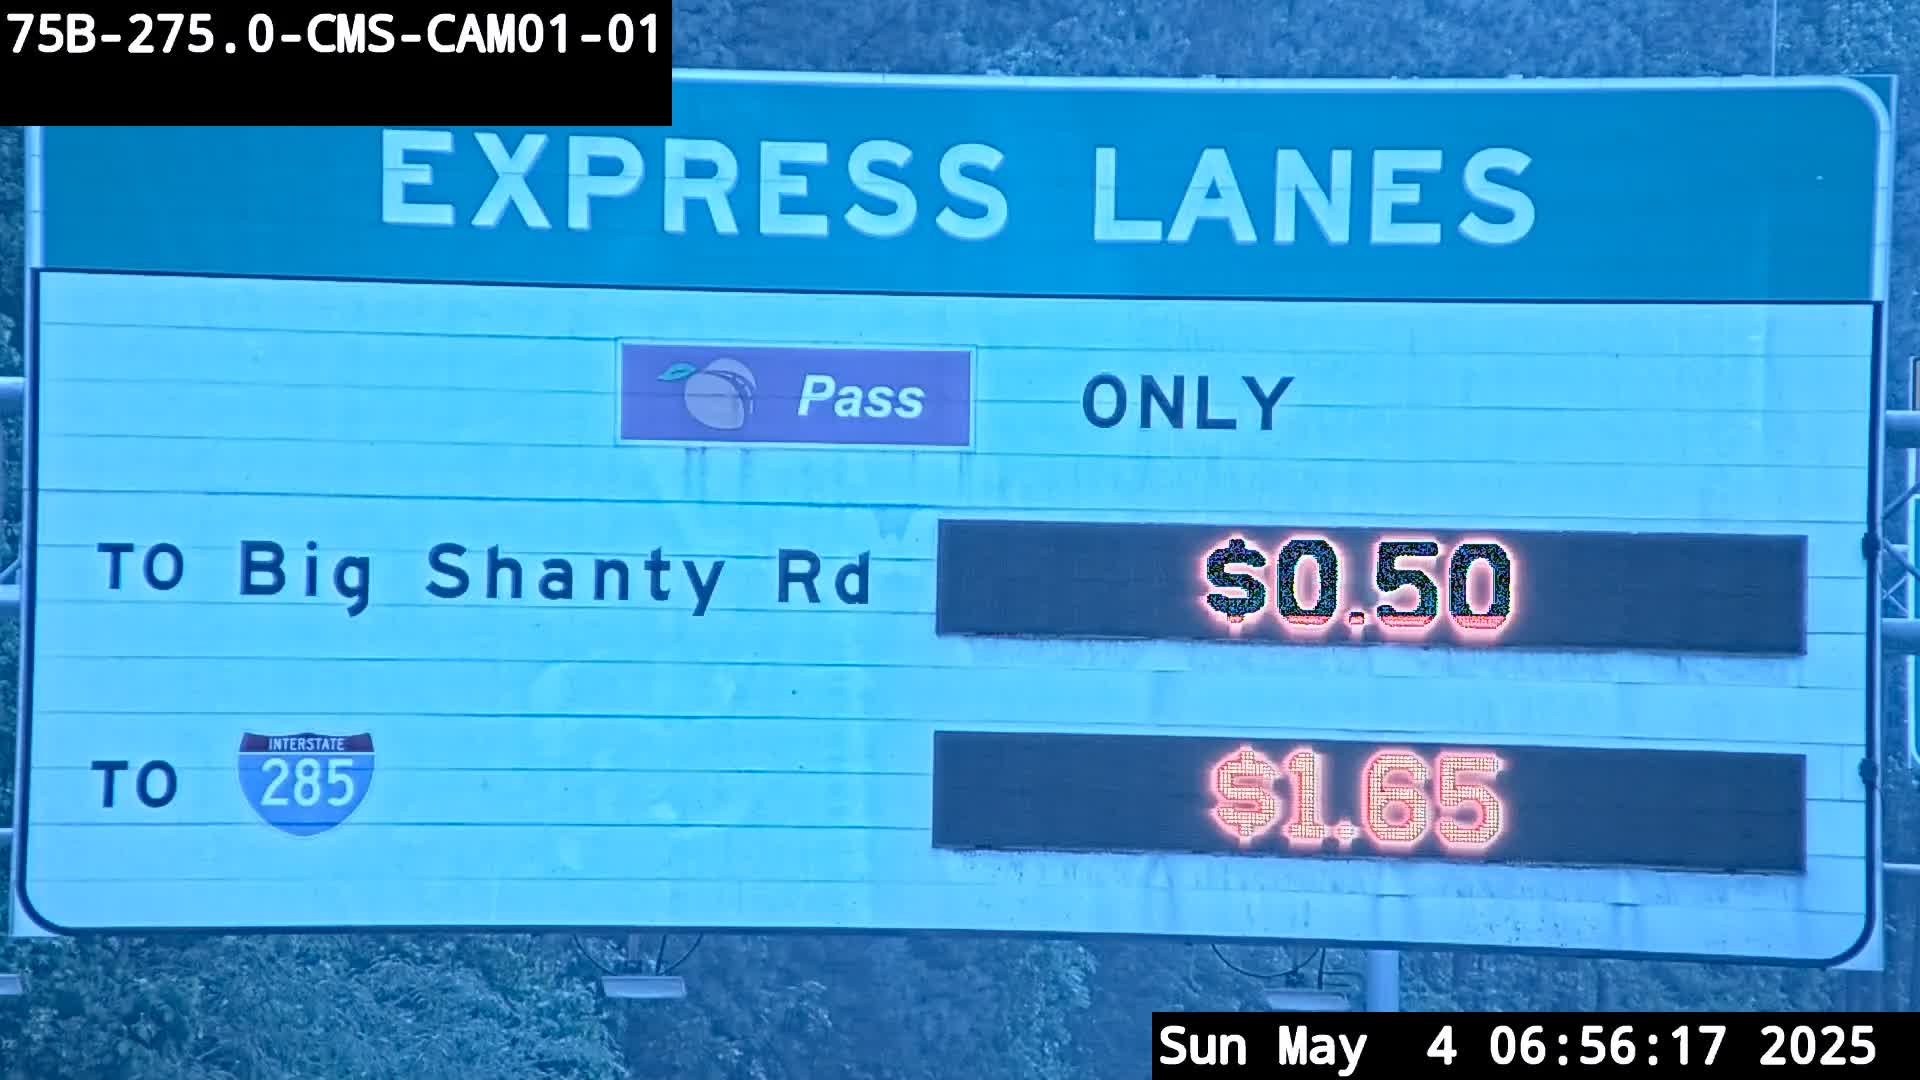 75B-275.0-CMS-CAM01-01
EXPRESS LANES
Pass ONLY
TO Big Shanty Rd $0.50
TO INTERSTATE 285 $1.65
Sun May 4 06:56:17 2025